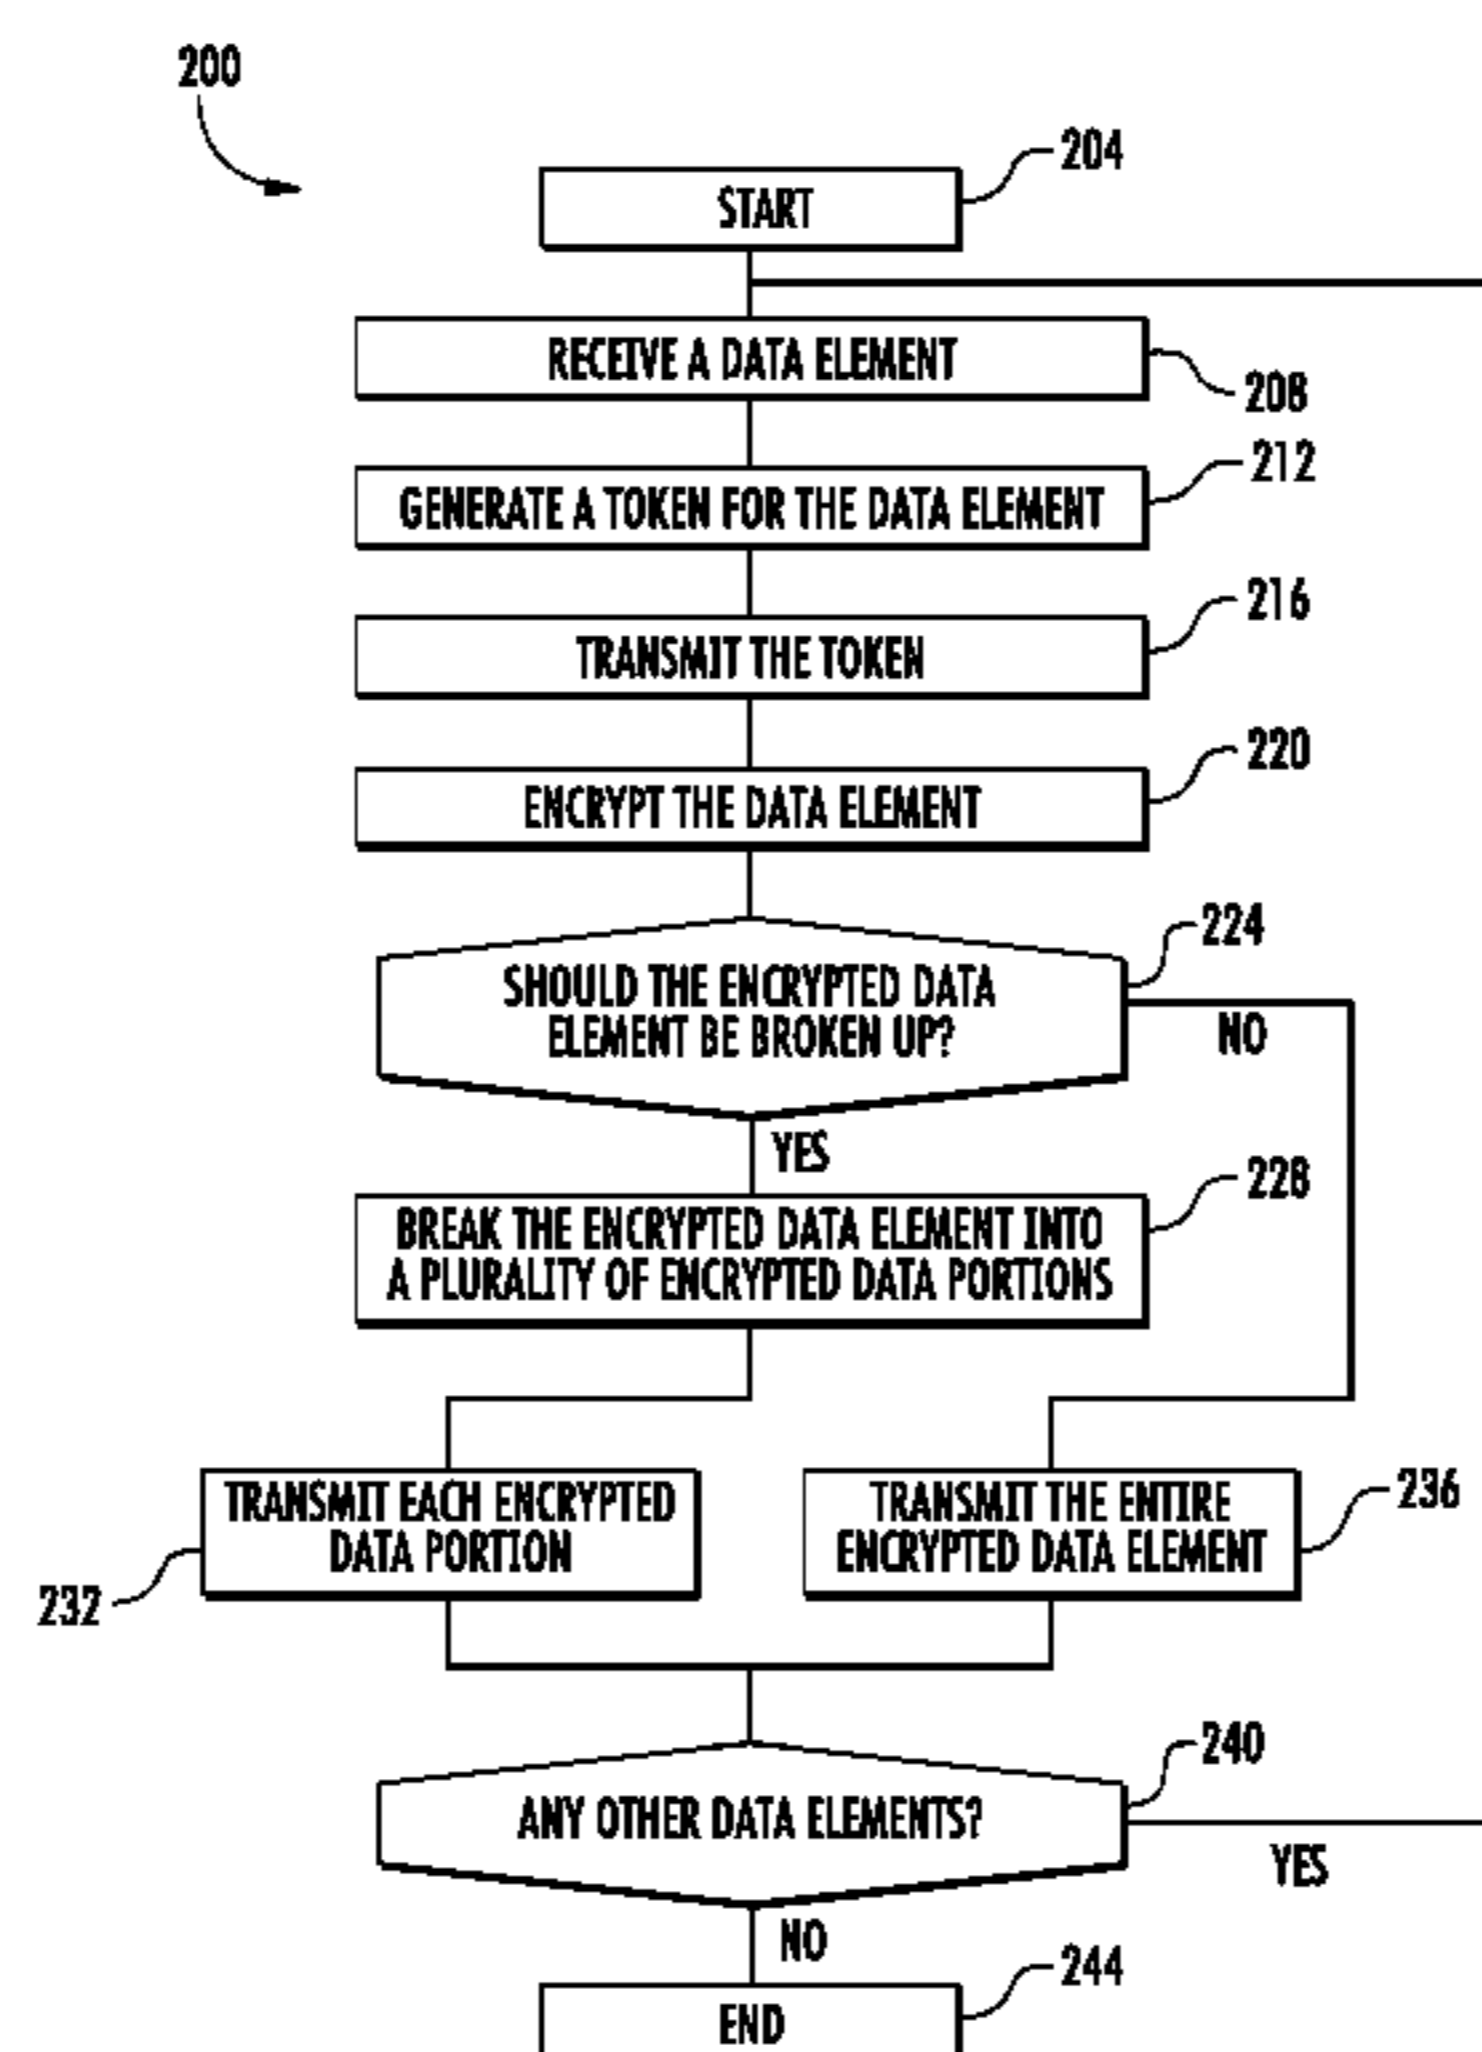 200
204
START
RECEIVE A DATA ELEMENT
208
212
GENERATE A TOKEN FOR THE DATA ELEMENT
216
TRANSMIT THE TOKEN
220
ENCRYPT THE DATA ELEMENT
224
SHOULD THE ENCRYPTED DATA
ELEMENT BE BROKEN UP?
NO
YES
228
BREAK THE ENCRYPTED DATA ELEMENT INTO
A PLURALITY OF ENCRYPTED DATA PORTIONS
TRANSMIT EACH ENCRYPTED
DATA PORTION
232
TRANSMIT THE ENTIRE
ENCRYPTED DATA ELEMENT
236
240
ANY OTHER DATA ELEMENTS?
YES
NO
244
END